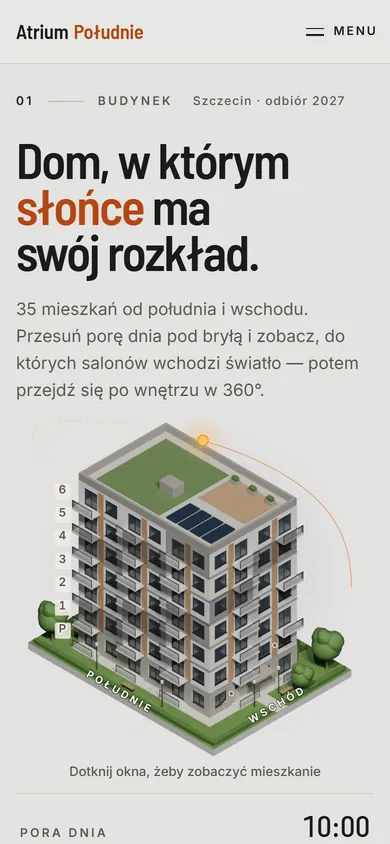 Atrium Południe
MENU
01 BUDYNEK Szczecin · odbiór 2027
Dom, w którym
słońce ma
swój rozkład.
35 mieszkań od południa i wschodu.
Przesuń porę dnia pod bryłą i zobacz, do
których salonów wchodzi światło — potem
przejdź się po wnętrzu w 360°.
6
5
4
3
2
1
P
POŁUDNIE
WSCHÓD
Dotknij okna, żeby zobaczyć mieszkanie
PORA DNIA
10:00